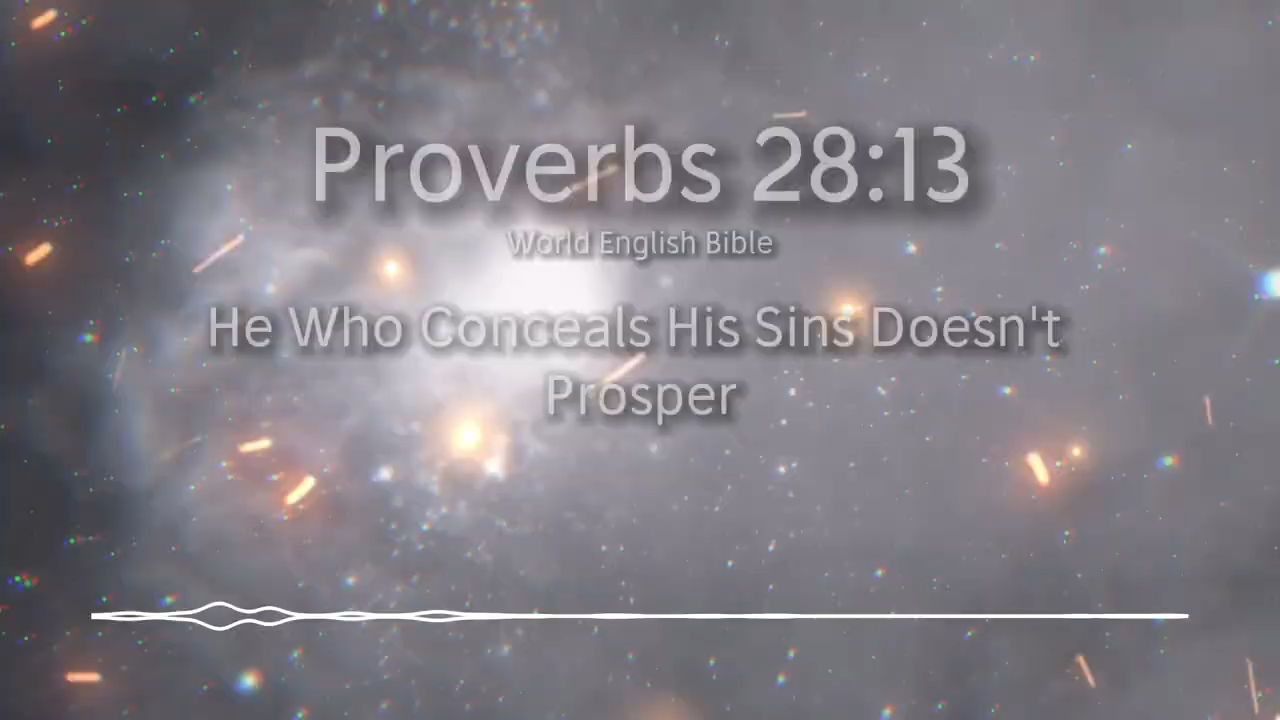 Proverbs 28:13
World English Bible
He Who Conceals His Sins Doesn't
Prosper